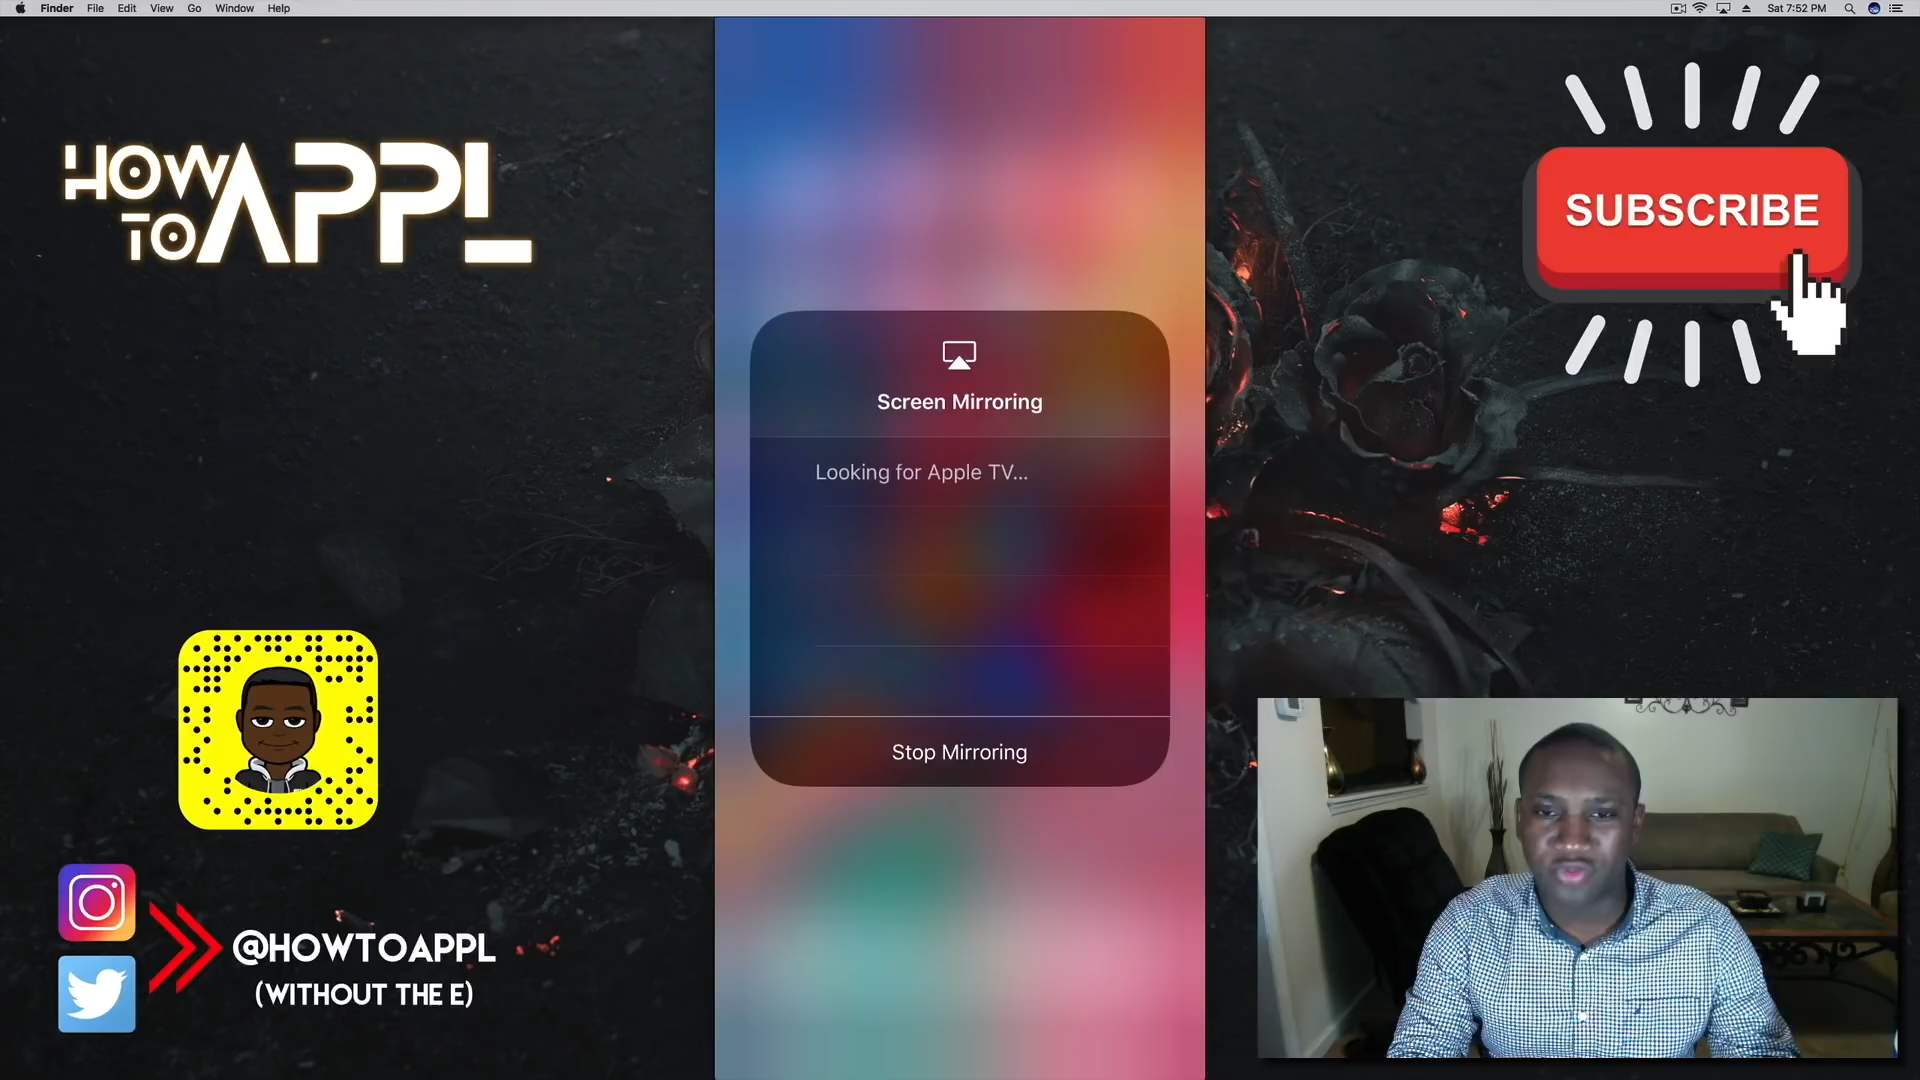 Finder File Edit View Go Window Help
Sat 7:52 PM
HOW TO APPL
SUBSCRIBE
Screen Mirroring
Looking for Apple TV...
Stop Mirroring
@HOWTOAPPL
(WITHOUT THE E)